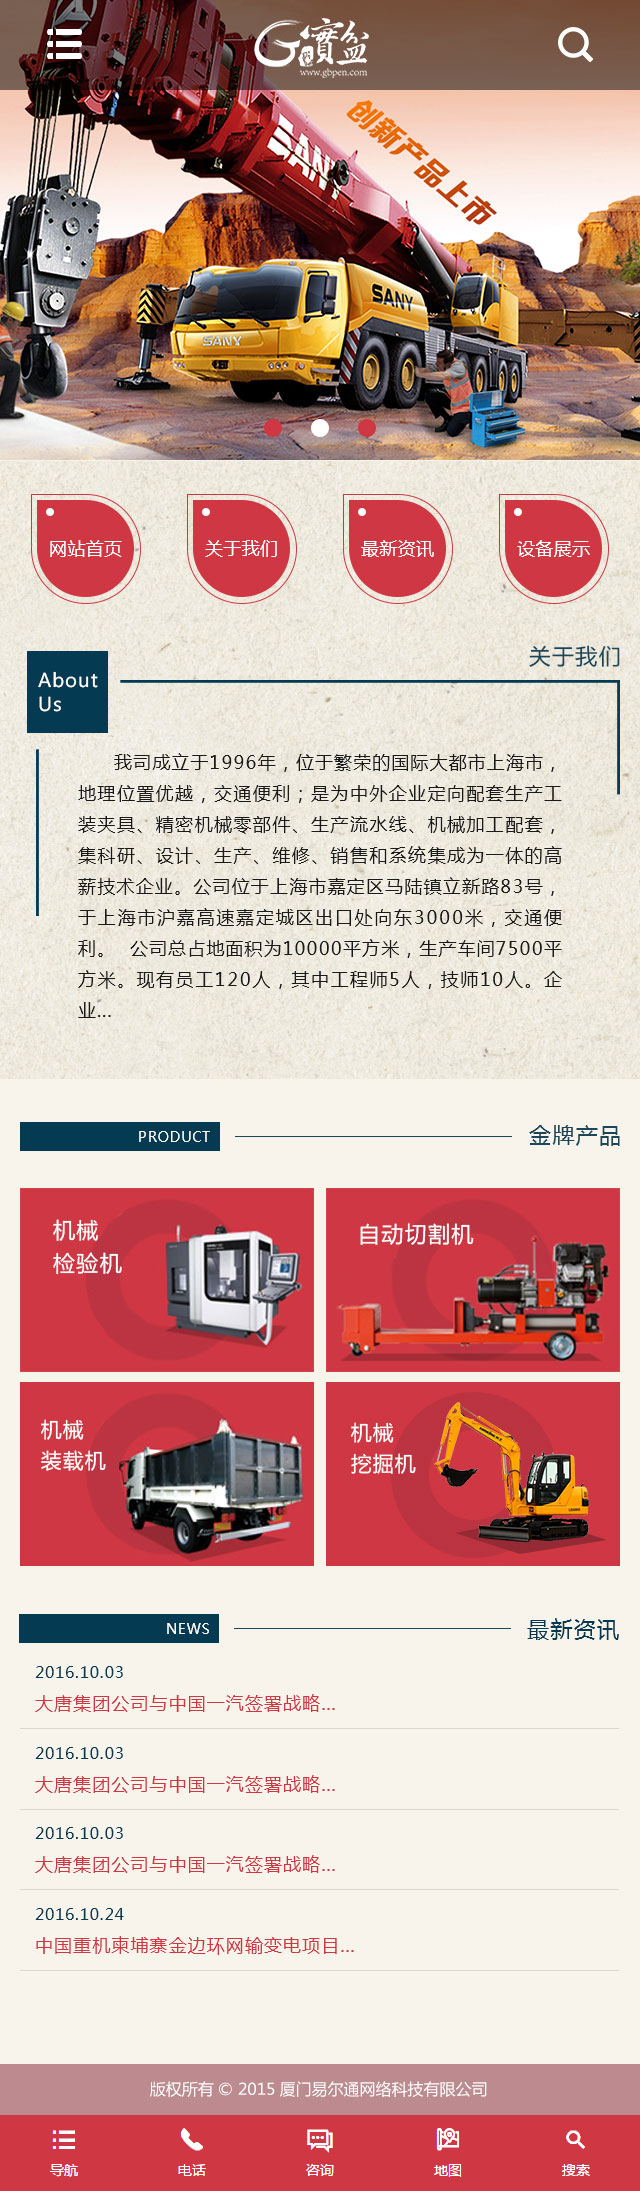 G寶盆
www.gbpen.com
创新产品上市
SANY
SANY
SANY
网站首页
关于我们
最新资讯
设备展示
关于我们
About
Us
我司成立于1996年，位于繁荣的国际大都市上海市，
地理位置优越，交通便利；是为中外企业定向配套生产工
装夹具、精密机械零部件、生产流水线、机械加工配套，
集科研、设计、生产、维修、销售和系统集成为一体的高
薪技术企业。公司位于上海市嘉定区马陆镇立新路83号，
于上海市沪嘉高速嘉定城区出口处向东3000米，交通便
利。 公司总占地面积为10000平方米，生产车间7500平
方米。现有员工120人，其中工程师5人，技师10人。企
业...
PRODUCT
金牌产品
机械
检验机
自动切割机
机械
装载机
机械
挖掘机
NEWS
最新资讯
2016.10.03
大唐集团公司与中国一汽签署战略...
2016.10.03
大唐集团公司与中国一汽签署战略...
2016.10.03
大唐集团公司与中国一汽签署战略...
2016.10.24
中国重机柬埔寨金边环网输变电项目...
版权所有 © 2015 厦门易尔通网络科技有限公司
导航
电话
咨询
地图
搜索